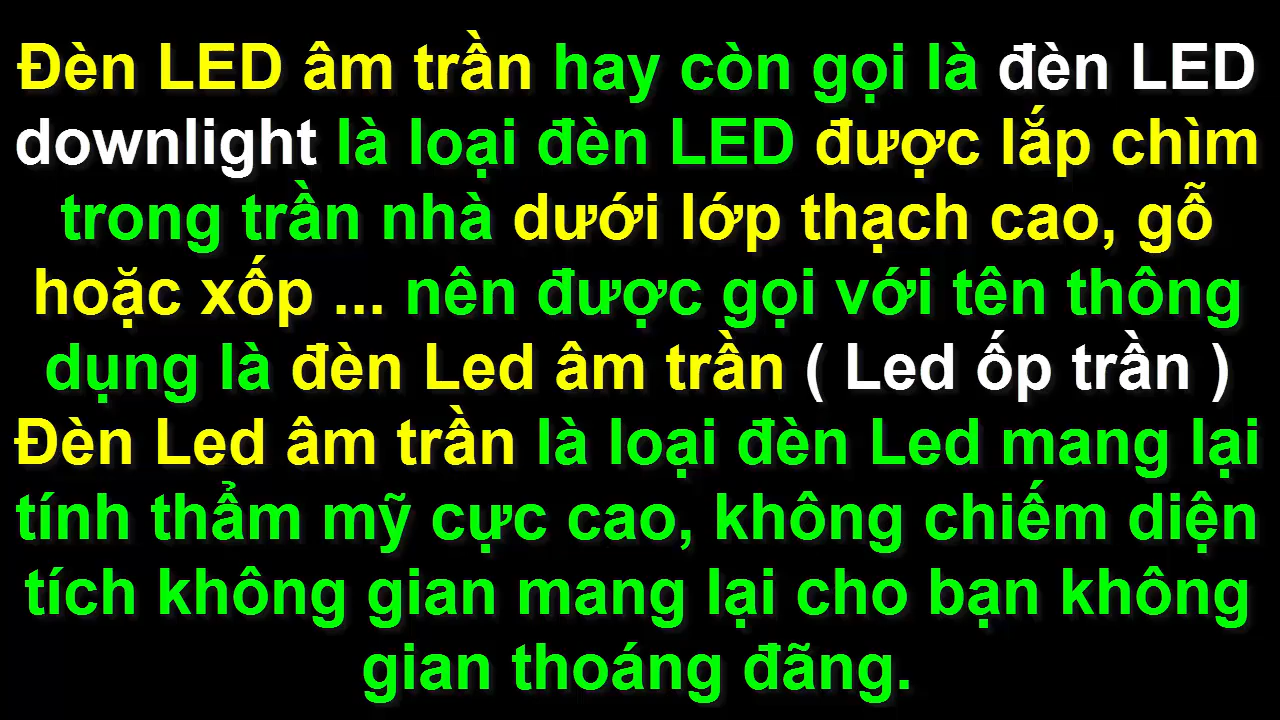 Đèn LED âm trần hay còn gọi là đèn LED
downlight là loại đèn LED được lắp chìm
trong trần nhà dưới lớp thạch cao, gỗ
hoặc xốp ... nên được gọi với tên thông
dụng là đèn Led âm trần ( Led ốp trần )
Đèn Led âm trần là loại đèn Led mang lại
tính thẩm mỹ cực cao, không chiếm diện
tích không gian mang lại cho bạn không
gian thoáng đãng.